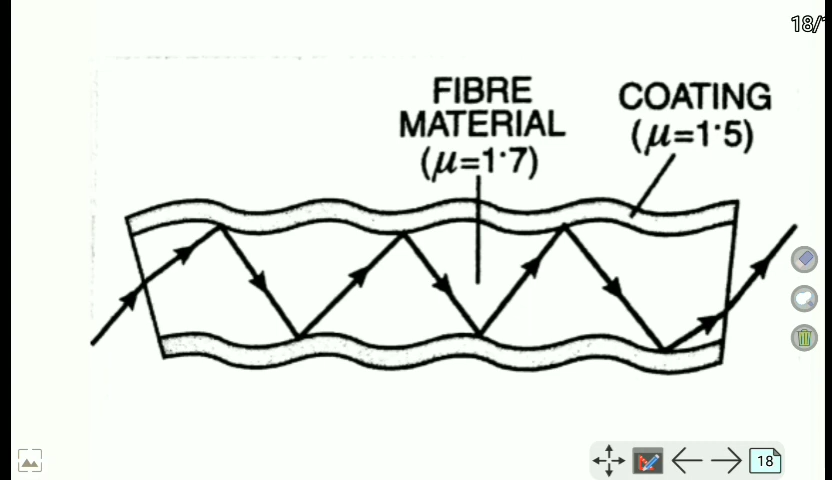 18/
FIBRE
MATERIAL
(μ=1·7)
COATING
(μ=1·5)
18